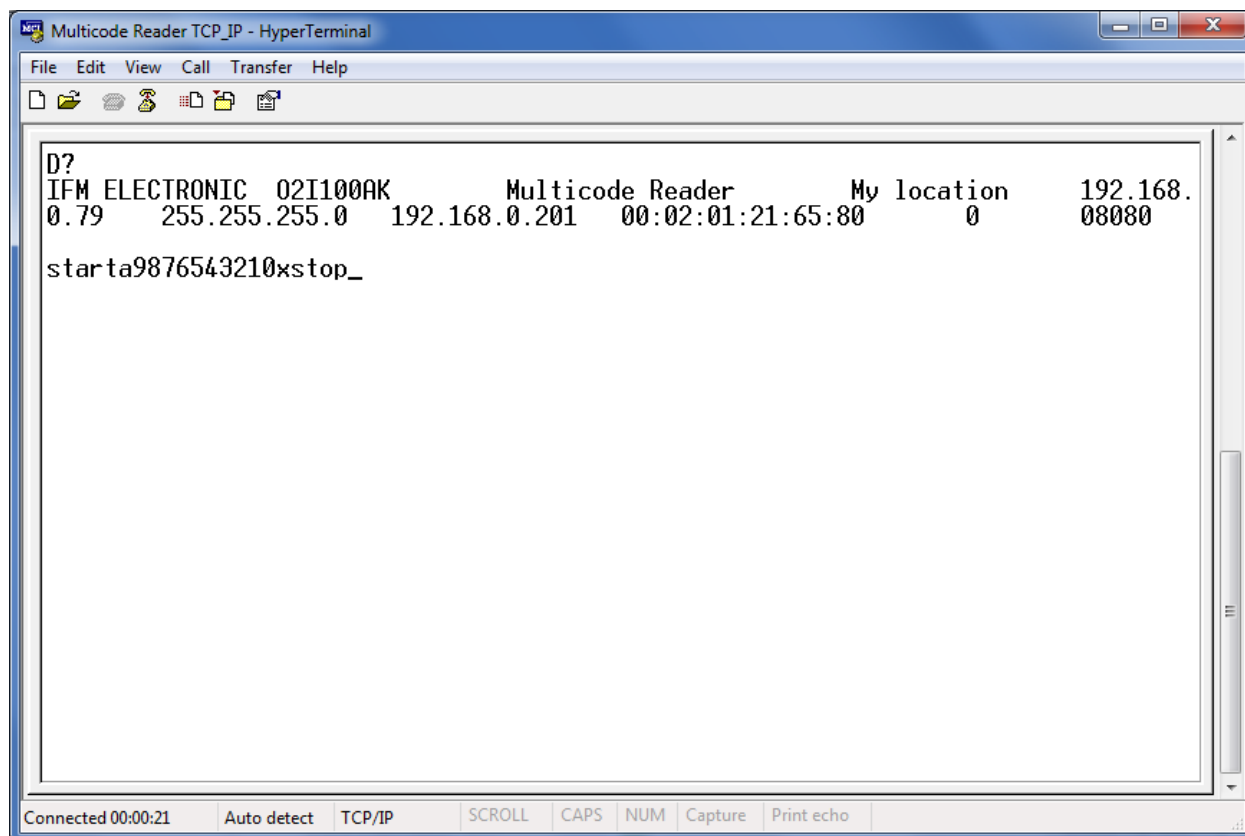 Multicode Reader TCP_IP - HyperTerminal
File Edit View Call Transfer Help
D?
IFM ELECTRONIC O2I100AK Multicode Reader My location 192.168.
0.79 255.255.255.0 192.168.0.201 00:02:01:21:65:80 0 08080
starta9876543210xstop_
Connected 00:00:21 Auto detect TCP/IP SCROLL CAPS NUM Capture Print echo